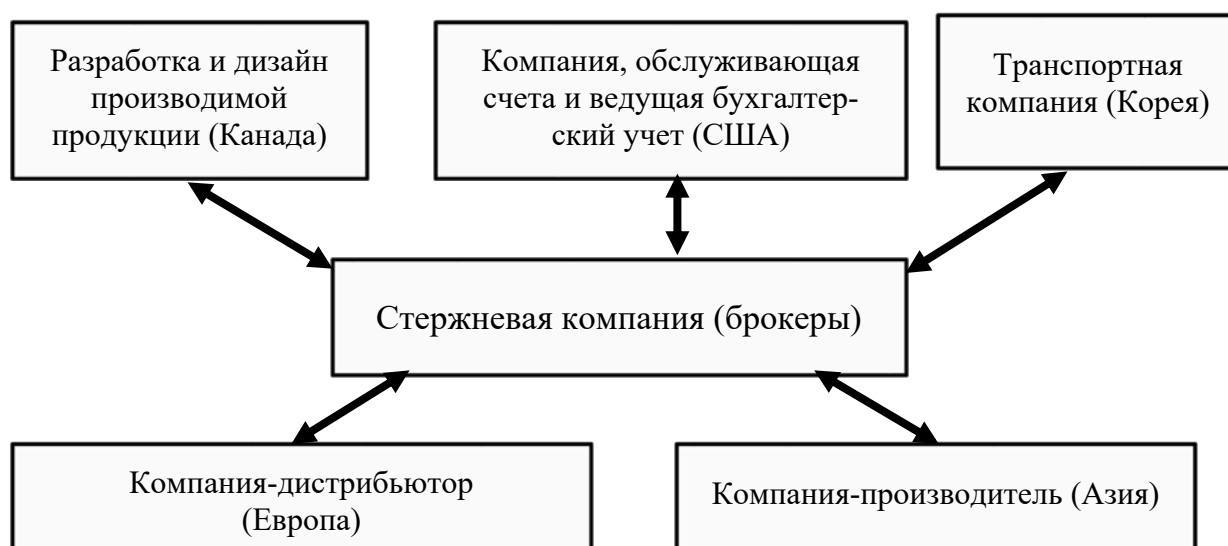 Разработка и дизайн
производимой
продукции (Канада)
Компания, обслуживающая
счета и ведущая бухгалтер-
ский учет (США)
Транспортная
компания (Корея)
Стержневая компания (брокеры)
Компания-дистрибьютор
(Европа)
Компания-производитель (Азия)